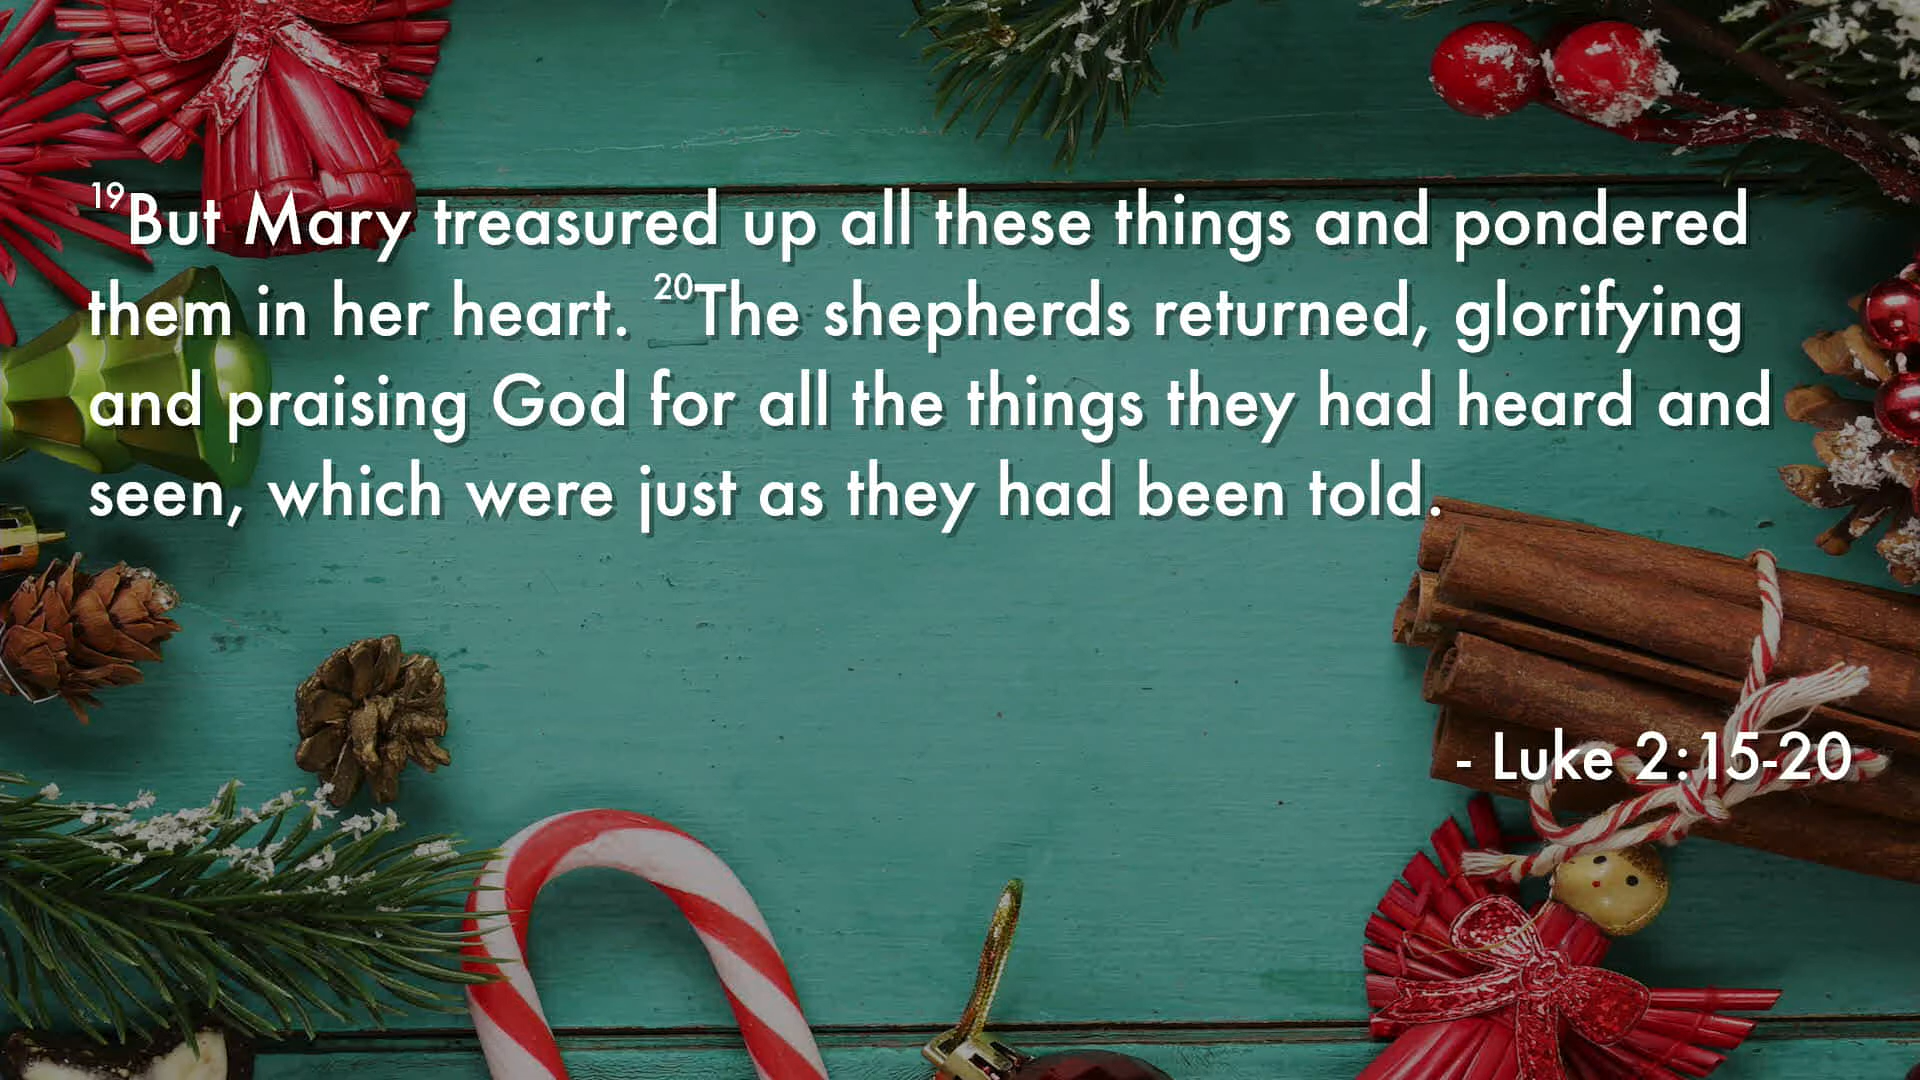 19But Mary treasured up all these things and pondered
them in her heart. 20The shepherds returned, glorifying
and praising God for all the things they had heard and
seen, which were just as they had been told.
- Luke 2:15-20